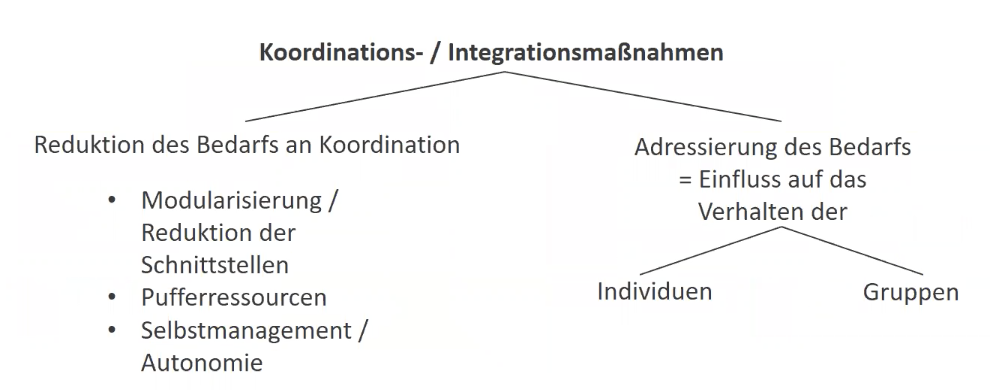 Koordinations- / Integrationsmaßnahmen
Reduktion des Bedarfs an Koordination
• Modularisierung /
Reduktion der
Schnittstellen
• Pufferressourcen
• Selbstmanagement /
Autonomie
Adressierung des Bedarfs
= Einfluss auf das
Verhalten der
Individuen
Gruppen